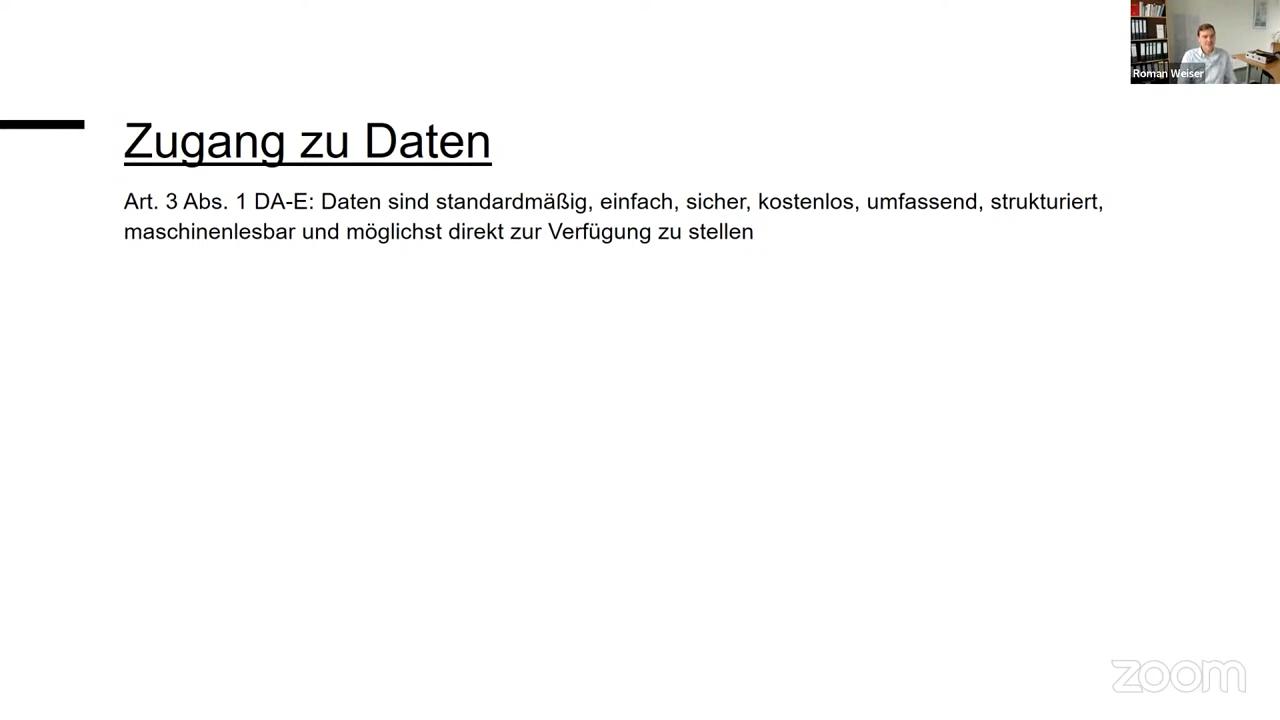 Roman Weiser
Zugang zu Daten
Art. 3 Abs. 1 DA-E: Daten sind standardmäßig, einfach, sicher, kostenlos, umfassend, strukturiert,
maschinenlesbar und möglichst direkt zur Verfügung zu stellen
zoom